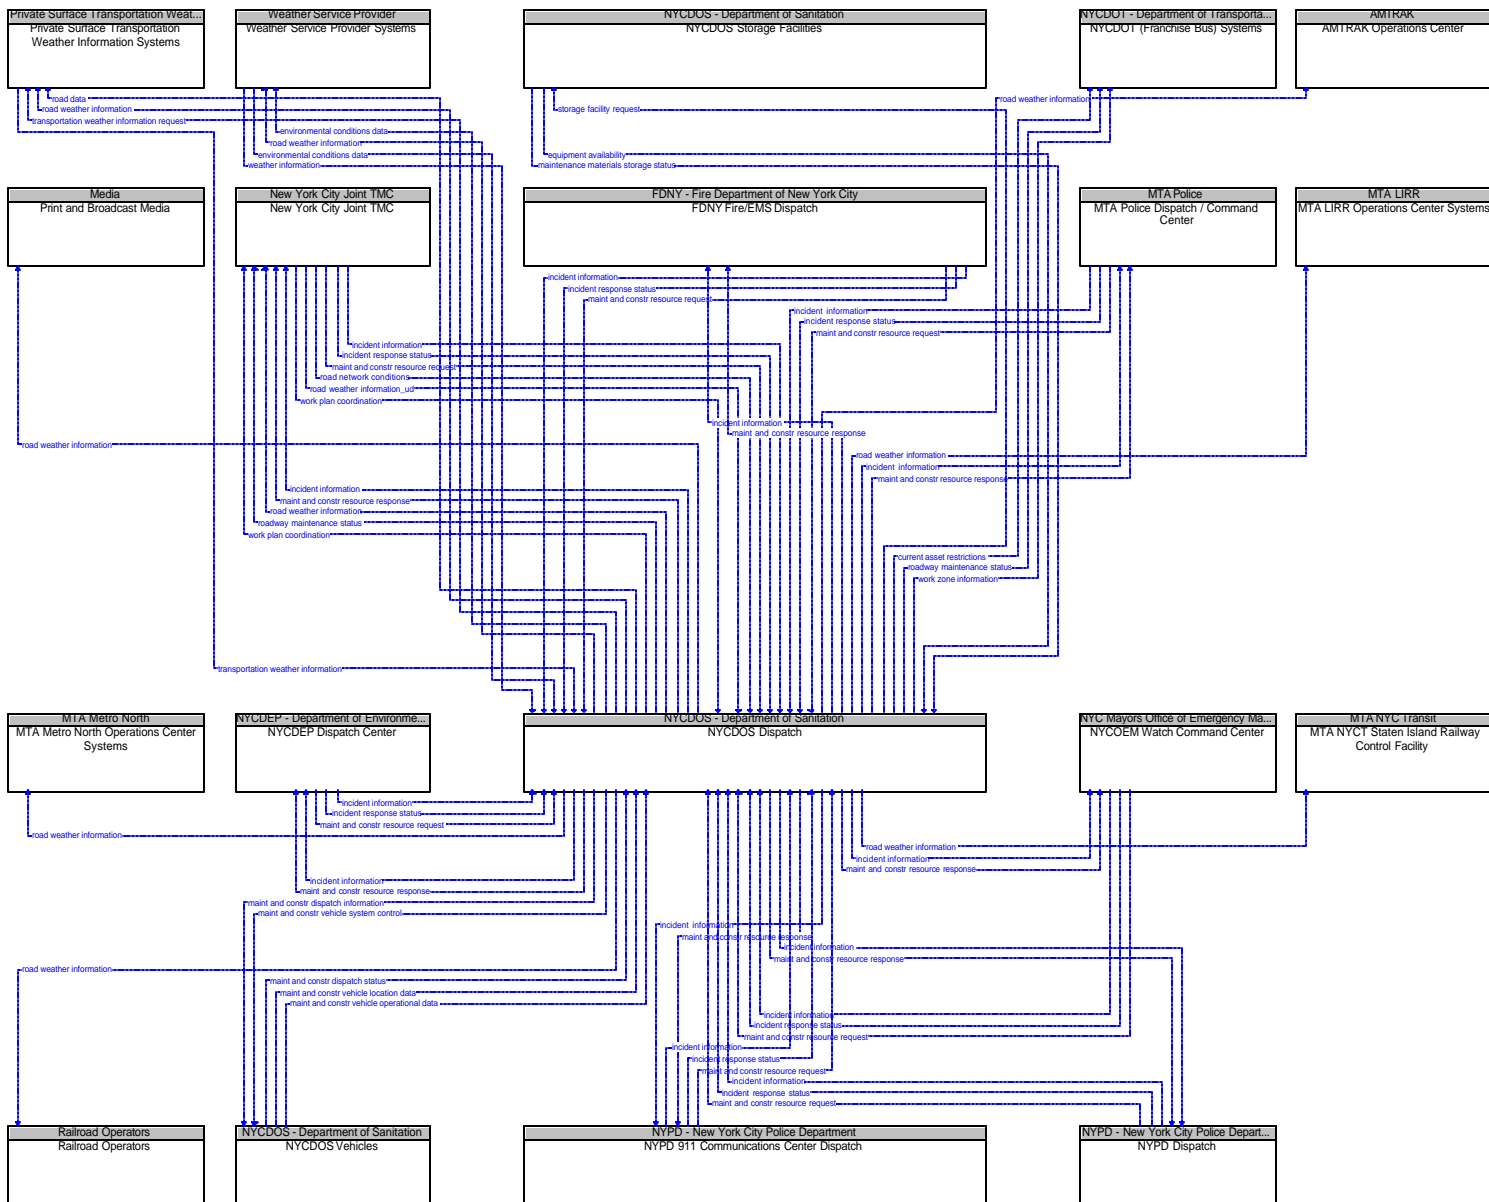 Private Surface Transportation Weat...
Private Surface Transportation
Weather Information Systems
Weather Service Provider
Weather Service Provider Systems
NYCDOS - Department of Sanitation
NYCDOS Storage Facilities
NYCDOT - Department of Transporta...
NYCDOT (Franchise Bus) Systems
AMTRAK
AMTRAK Operations Center
road data
road weather information
transportation weather information request
environmental conditions data
road weather information
environmental conditions data
weather information
storage facility request
equipment availability
maintenance materials storage status
road weather information
Media
Print and Broadcast Media
New York City Joint TMC
New York City Joint TMC
FDNY - Fire Department of New York City
FDNY Fire/EMS Dispatch
MTA Police
MTA Police Dispatch / Command
Center
MTA LIRR
MTA LIRR Operations Center Systems
incident information
incident response status
maint and constr resource request
incident information
incident response status
maint and constr resource request
incident information
incident response status
maint and constr resource request
road network conditions
road weather information_ud
work plan coordination
incident information
maint and constr resource response
road weather information
road weather information
incident information
maint and constr resource response
incident information
maint and constr resource response
road weather information
roadway maintenance status
work plan coordination
current asset restrictions
roadway maintenance status
work zone information
transportation weather information
MTA Metro North
MTA Metro North Operations Center
Systems
NYCDEP - Department of Environme...
NYCDEP Dispatch Center
NYCDOS - Department of Sanitation
NYCDOS Dispatch
NYC Mayors Office of Emergency Ma...
NYCOEM Watch Command Center
MTA NYC Transit
MTA NYCT Staten Island Railway
Control Facility
incident information
incident response status
maint and constr resource request
road weather information
road weather information
incident information
maint and constr resource response
incident information
maint and constr resource response
maint and constr dispatch information
maint and constr vehicle system control
incident information
maint and constr resource response
incident information
maint and constr resource response
road weather information
maint and constr dispatch status
maint and constr vehicle location data
maint and constr vehicle operational data
incident information
incident response status
maint and constr resource request
incident information
incident response status
maint and constr resource request
incident information
incident response status
maint and constr resource request
Railroad Operators
Railroad Operators
NYCDOS - Department of Sanitation
NYCDOS Vehicles
NYPD - New York City Police Department
NYPD 911 Communications Center Dispatch
NYPD - New York City Police Depart...
NYPD Dispatch